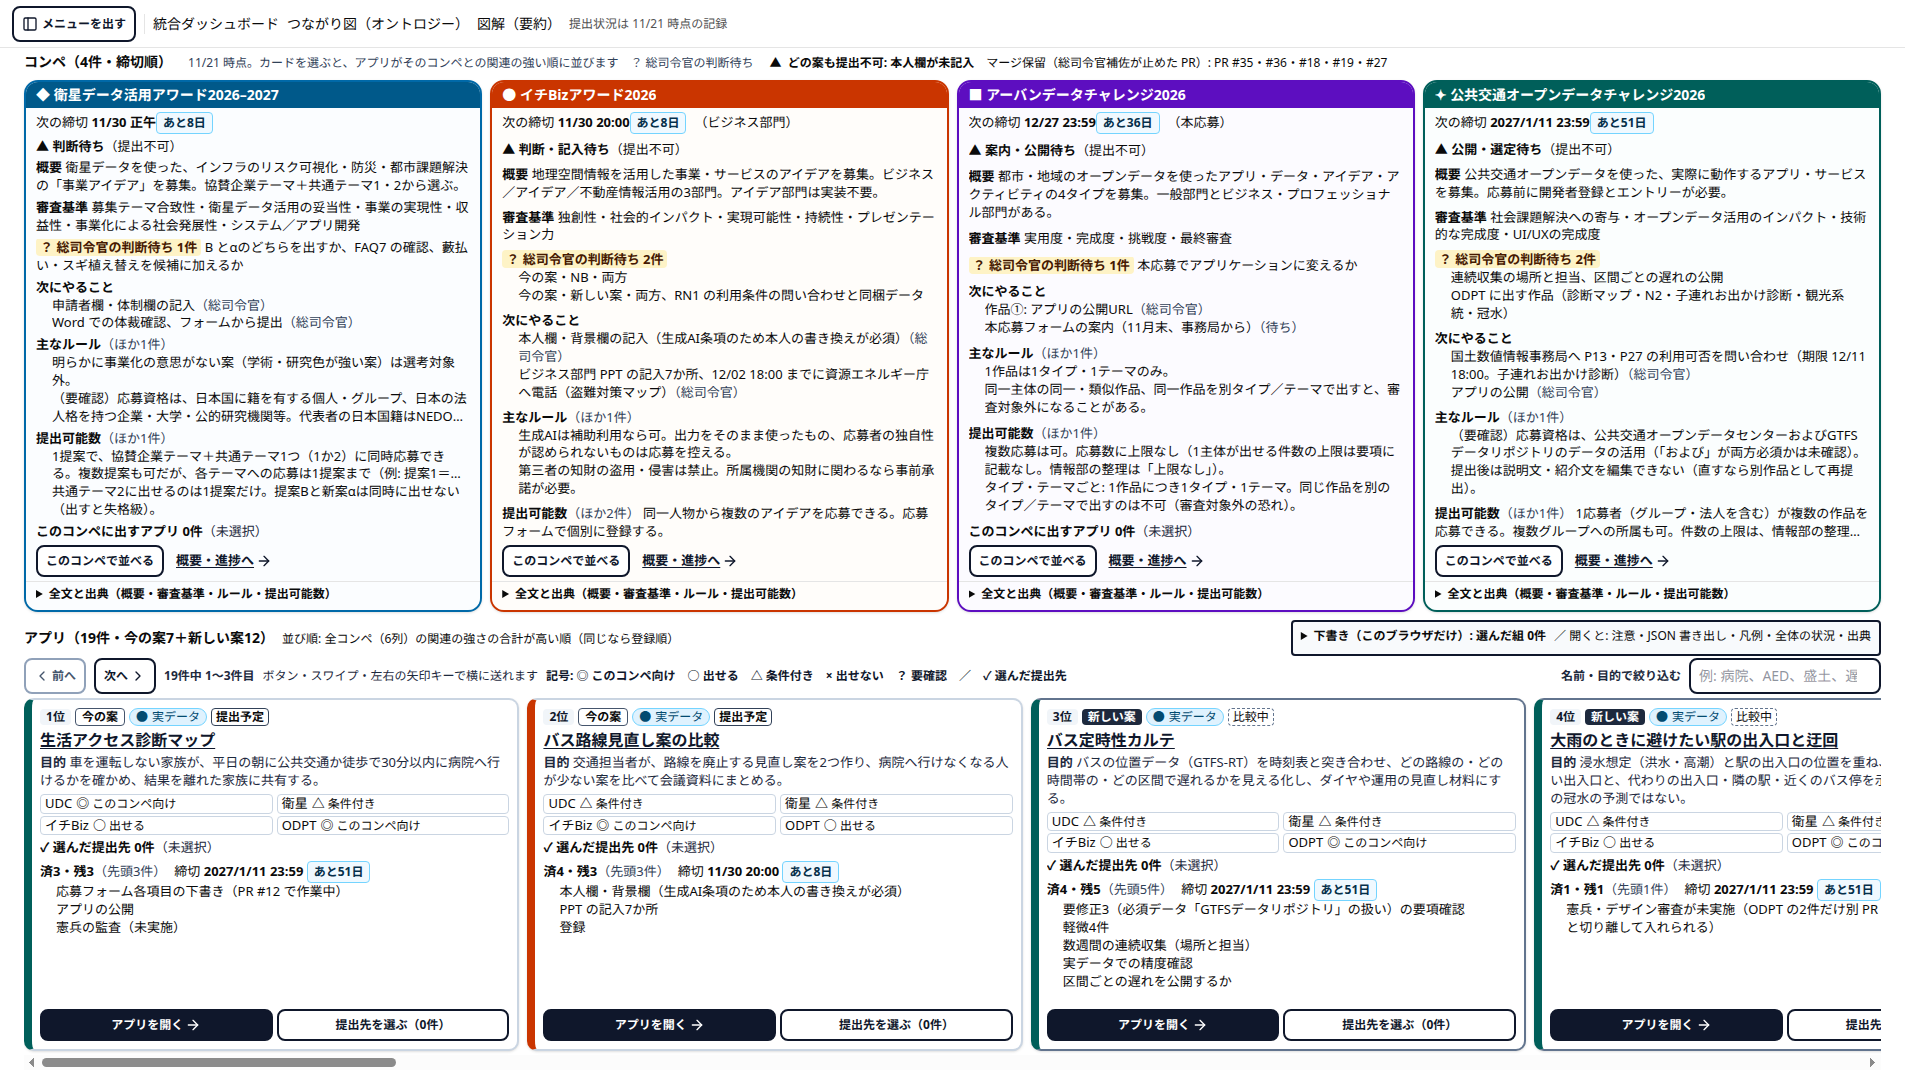 メニューを出す 統合ダッシュボード つながり図（オントロジー） 図解（要約） 提出状況は 11/21 時点の記録
コンペ（4件・締切順） 11/21 時点。カードを選ぶと、アプリがそのコンペとの関連の強い順に並びます ？ 総司令官の判断待ち ▲ どの案も提出不可: 本人欄が未記入 マージ保留（総司令官補佐が止めた PR）: PR #35・#36・#18・#19・#27
◆ 衛星データ活用アワード2026–2027
次の締切 11/30 正午 あと8日
▲ 判断待ち（提出不可）
概要 衛星データを使った、インフラのリスク可視化・防災・都市課題解決
の「事業アイデア」を募集。協賛企業テーマ＋共通テーマ1・2から選ぶ。
審査基準 募集テーマ合致性・衛星データ活用の妥当性・事業の実現性・収
益性・事業化による社会発展性・システム／アプリ開発
？ 総司令官の判断待ち 1件 B とαのどちらを出すか、FAQ7 の確認、藪払
い・スギ植え替えを候補に加えるか
次にやること
申請者欄・体制欄の記入（総司令官）
Word での体裁確認、フォームから提出（総司令官）
主なルール（ほか1件）
明らかに事業化の意思がない案（学術・研究色が強い案）は選考対象
外。
（要確認）応募資格は、日本国に籍を有する個人・グループ、日本の法
人格を持つ企業・大学・公的研究機関等。代表者の日本国籍はNEDO…
提出可能数（ほか1件）
1提案で、協賛企業テーマ＋共通テーマ1つ（1か2）に同時応募でき
る。複数提案も可だが、各テーマへの応募は1提案まで（例: 提案1＝…
共通テーマ2に出せるのは1提案だけ。提案Bと新案αは同時に出せない
（出すと失格級）。
このコンペに出すアプリ 0件（未選択）
このコンペで並べる 概要・進捗へ →
▶ 全文と出典（概要・審査基準・ルール・提出可能数）
● イチBizアワード2026
次の締切 11/30 20:00 あと8日 （ビジネス部門）
▲ 判断・記入待ち（提出不可）
概要 地理空間情報を活用した事業・サービスのアイデアを募集。ビジネス
／アイデア／不動産情報活用の3部門。アイデア部門は実装不要。
審査基準 独創性・社会的インパクト・実現可能性・持続性・プレゼンテー
ション力
？ 総司令官の判断待ち 2件
今の案・NB・両方
今の案・新しい案・両方、RN1 の利用条件の問い合わせと同梱データ
次にやること
本人欄・背景欄の記入（生成AI条項のため本人の書き換えが必須）（総
司令官）
ビジネス部門 PPT の記入7か所、12/02 18:00 までに資源エネルギー庁
へ電話（盗難対策マップ）（総司令官）
主なルール（ほか1件）
生成AIは補助利用なら可。出力をそのまま使ったもの、応募者の独自性
が認められないものは応募を控える。
第三者の知財の盗用・侵害は禁止。所属機関の知財に関わるなら事前承
諾が必要。
提出可能数（ほか2件） 同一人物から複数のアイデアを応募できる。応募
フォームで個別に登録する。
このコンペで並べる 概要・進捗へ →
▶ 全文と出典（概要・審査基準・ルール・提出可能数）
■ アーバンデータチャレンジ2026
次の締切 12/27 23:59 あと36日 （本応募）
▲ 案内・公開待ち（提出不可）
概要 都市・地域のオープンデータを使ったアプリ・データ・アイデア・ア
クティビティの4タイプを募集。一般部門とビジネス・プロフェッショナ
ル部門がある。
審査基準 実用度・完成度・挑戦度・最終審査
？ 総司令官の判断待ち 1件 本応募でアプリケーションに変えるか
次にやること
作品①: アプリの公開URL（総司令官）
本応募フォームの案内（11月末、事務局から）（待ち）
主なルール（ほか1件）
1作品は1タイプ・1テーマのみ。
同一主体の同一・類似作品、同一作品を別タイプ／テーマで出すと、審
査対象外になることがある。
提出可能数（ほか1件）
複数応募は可。応募数に上限なし（1主体が出せる件数の上限は要項に
記載なし。情報部の整理は「上限なし」）。
タイプ・テーマごと: 1作品につき1タイプ・1テーマ。同じ作品を別の
タイプ／テーマで出すのは不可（審査対象外の恐れ）。
このコンペに出すアプリ 0件（未選択）
このコンペで並べる 概要・進捗へ →
▶ 全文と出典（概要・審査基準・ルール・提出可能数）
✦ 公共交通オープンデータチャレンジ2026
次の締切 2027/1/11 23:59 あと51日
▲ 公開・選定待ち（提出不可）
概要 公共交通オープンデータを使った、実際に動作するアプリ・サービス
を募集。応募前に開発者登録とエントリーが必要。
審査基準 社会課題解決への寄与・オープンデータ活用のインパクト・技術
的な完成度・UI/UXの完成度
？ 総司令官の判断待ち 2件
連続収集の場所と担当、区間ごとの遅れの公開
ODPT に出す作品（診断マップ・N2・子連れお出かけ診断・観光系
統・冠水）
次にやること
国土数値情報事務局へ P13・P27 の利用可否を問い合わせ（期限 12/11
18:00。子連れお出かけ診断）（総司令官）
アプリの公開（総司令官）
主なルール（ほか1件）
（要確認）応募資格は、公共交通オープンデータセンターおよびGTFS
データリポジトリのデータの活用（「および」が両方必須かは未確認）。
提出後は説明文・紹介文を編集できない（直すなら別作品として再提
出）。
提出可能数（ほか1件） 1応募者（グループ・法人を含む）が複数の作品を
応募できる。複数グループへの所属も可。件数の上限は、情報部の整理…
このコンペで並べる 概要・進捗へ →
▶ 全文と出典（概要・審査基準・ルール・提出可能数）
アプリ（19件・今の案7＋新しい案12） 並び順: 全コンペ（6列）の関連の強さの合計が高い順（同じなら登録順）
▶ 下書き（このブラウザだけ）: 選んだ組 0件 ／ 開くと: 注意・JSON 書き出し・凡例・全体の状況・出典
前へ 次へ 19件中 1〜3件目 ボタン・スワイプ・左右の矢印キーで横に送れます 記号: ◎ このコンペ向け ○ 出せる △ 条件付き × 出せない ？ 要確認 ／ ✓ 選んだ提出先 名前・目的で絞り込む 例: 病院、AED、盛土、遅
1位 今の案 ● 実データ 提出予定
生活アクセス診断マップ
目的 車を運転しない家族が、平日の朝に公共交通か徒歩で30分以内に病院へ行
けるかを確かめ、結果を離れた家族に共有する。
UDC ◎ このコンペ向け 衛星 △ 条件付き
イチBiz ○ 出せる ODPT ◎ このコンペ向け
✓ 選んだ提出先 0件（未選択）
済3・残3（先頭3件） 締切 2027/1/11 23:59 あと51日
応募フォーム各項目の下書き（PR #12 で作業中）
アプリの公開
憲兵の監査（未実施）
アプリを開く → 提出先を選ぶ（0件）
2位 今の案 ● 実データ 提出予定
バス路線見直し案の比較
目的 交通担当者が、路線を廃止する見直し案を2つ作り、病院へ行けなくなる人
が少ない案を比べて会議資料にまとめる。
UDC △ 条件付き 衛星 △ 条件付き
イチBiz ◎ このコンペ向け ODPT ○ 出せる
✓ 選んだ提出先 0件（未選択）
済4・残3（先頭3件） 締切 11/30 20:00 あと8日
本人欄・背景（生成AI条項のため本人の書き換えが必須）
PPT の記入7か所
登録
アプリを開く → 提出先を選ぶ（0件）
3位 新しい案 ● 実データ 比較中
バス定時性カルテ
目的 バスの位置データ（GTFS-RT）を時刻表と突き合わせ、どの路線の・どの
時間帯の・どの区間で遅れるかを見える化し、ダイヤや運用の見直し材料にす
る。
UDC △ 条件付き 衛星 △ 条件付き
イチBiz ○ 出せる ODPT ◎ このコンペ向け
✓ 選んだ提出先 0件（未選択）
済4・残5（先頭5件） 締切 2027/1/11 23:59 あと51日
要修正3（必須データ「GTFSデータリポジトリ」の扱い）の要項確認
軽微4件
数週間の連続収集（場所と担当）
実データでの精度確認
区間ごとの遅れを公開するか
アプリを開く → 提出先を選ぶ（0件）
4位 新しい案 ● 実データ 比較中
大雨のときに避けたい駅の出入口と迂回
目的 浸水想定（洪水・高潮）と駅の出入口の位置を重ね、
い出入口と、代わりの出入口・隣の駅・近くのバス停を
の冠水の予測ではない。
UDC △ 条件付き 衛星 △ 条件付き
イチBiz ○ 出せる ODPT ◎ このコ
✓ 選んだ提出先 0件（未選択）
済1・残1（先頭1件） 締切 2027/1/11 23:59 あと51日
憲兵・デザイン審査が未実施（ODPT の2件だけ別 PR
と切り離して入れられる）
アプリを開く → 提出先